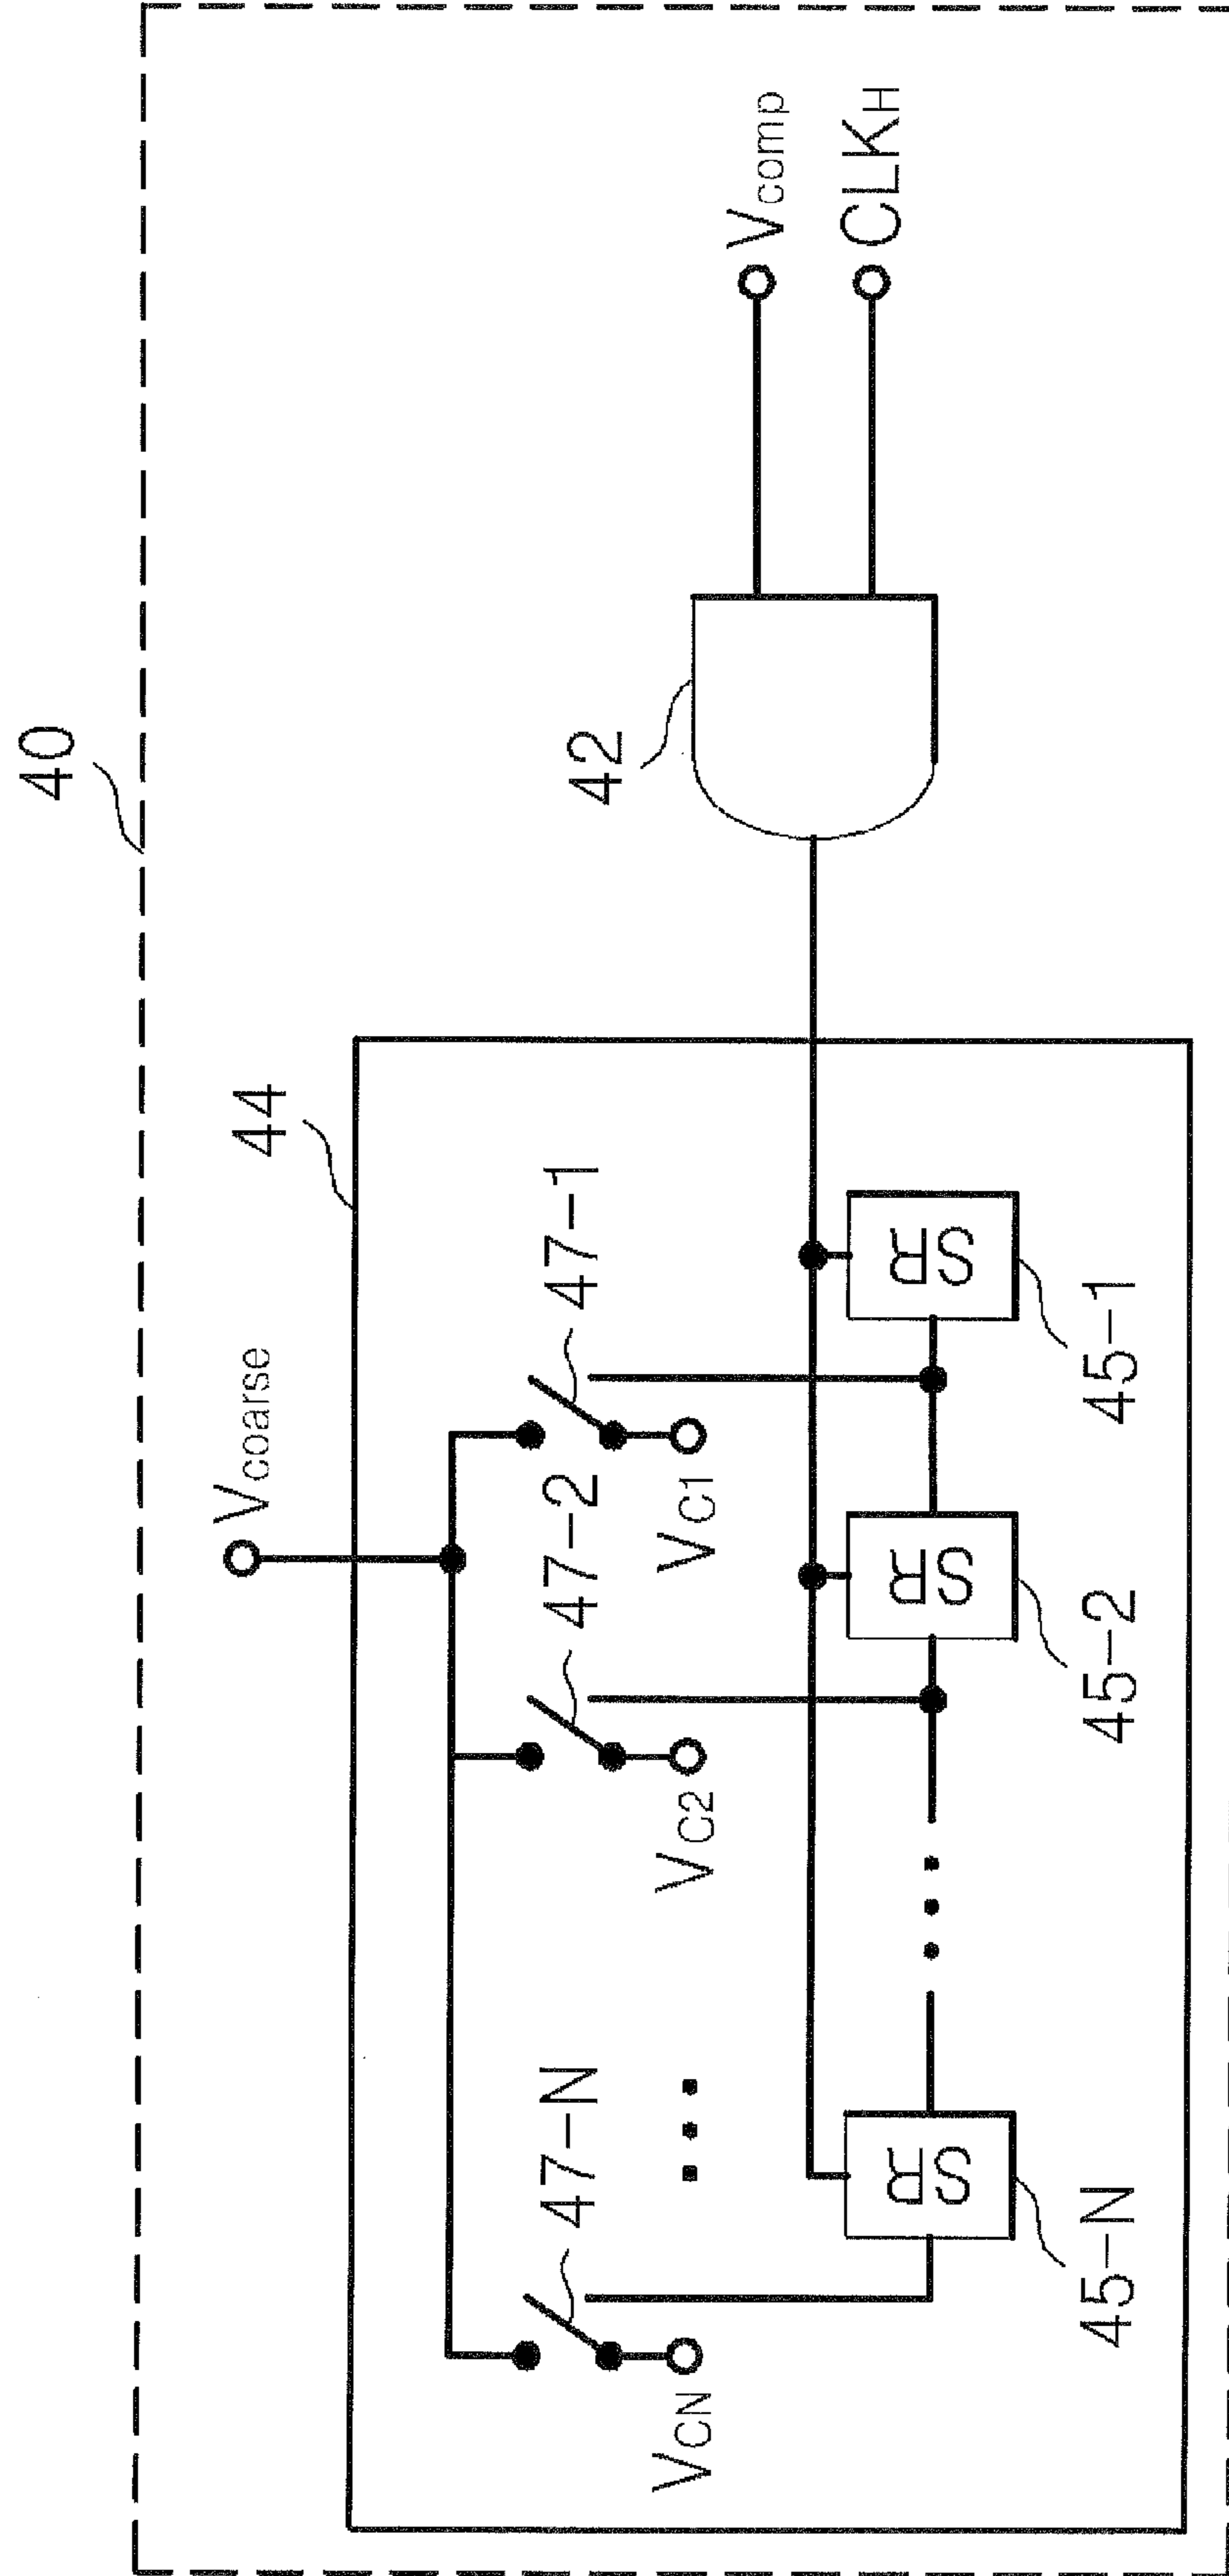 40
44
42
Vcoarse
47-N
47-2
47-1
VCN
VC2
VC1
Vcomp
CLKH
SR
SR
SR
45-N
45-2
45-1